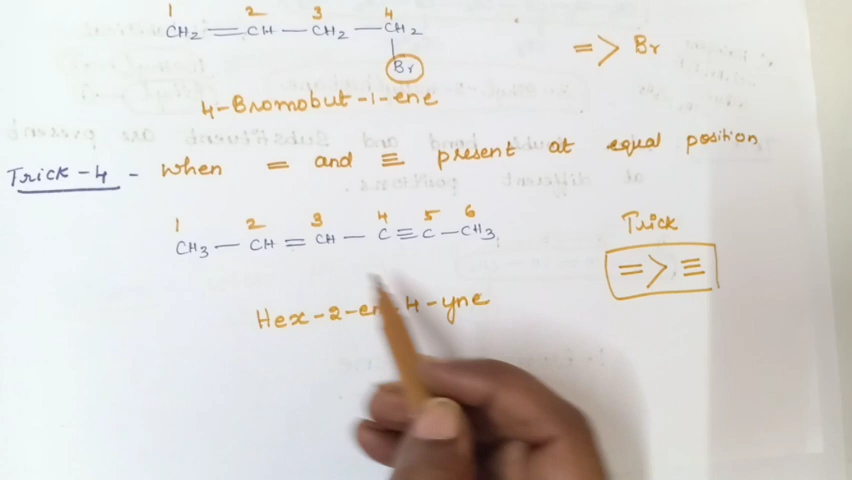 1 2 3 4
CH₂ = CH — CH₂ — CH₂
Br
=> Br
4-Bromobut-1-ene
Trick-4 - when = and ≡ present at equal position
1 2 3 4 5 6
CH₃ — CH = CH — C ≡ C — CH₃
Trick
= > ≡
Hex-2-en-4-yne